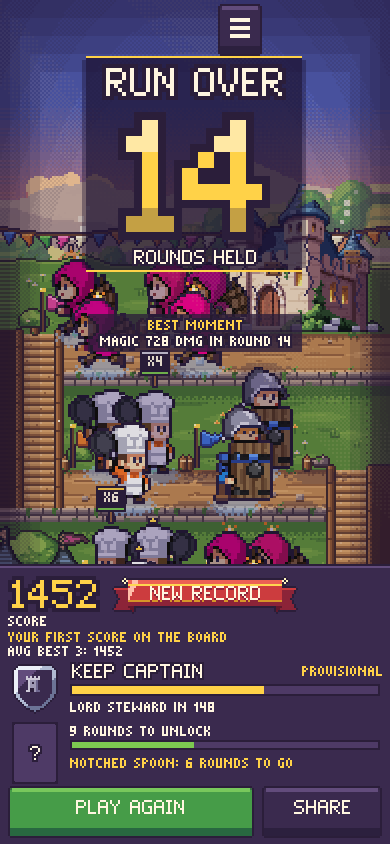 RUN OVER
14
ROUNDS HELD
BEST MOMENT
MAGIC 728 DMG IN ROUND 14
X4
X6
1452
NEW RECORD
SCORE
YOUR FIRST SCORE ON THE BOARD
AVG BEST 3: 1452
KEEP CAPTAIN
PROVISIONAL
LORD STEWARD IN 148
9 ROUNDS TO UNLOCK
?
NOTCHED SPOON: 6 ROUNDS TO GO
PLAY AGAIN
SHARE